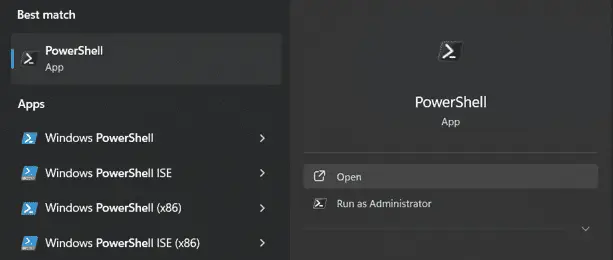 Best match
PowerShell
App
Apps
Windows PowerShell
Windows PowerShell ISE
Windows PowerShell (x86)
Windows PowerShell ISE (x86)
PowerShell
App
Open
Run as Administrator